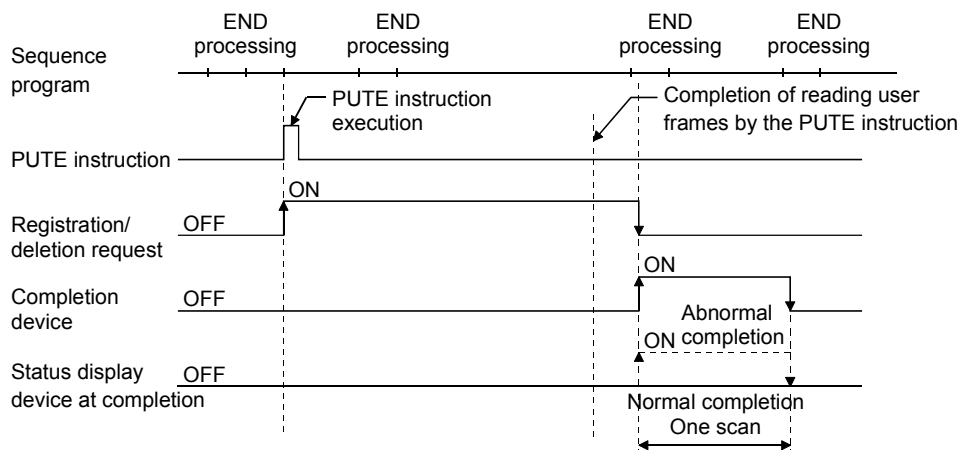 END processing
END processing
END processing
END processing
Sequence program
PUTE instruction execution
Completion of reading user frames by the PUTE instruction
PUTE instruction
ON
Registration/ deletion request
OFF
ON
Completion device
OFF
Abnormal completion
ON
Status display device at completion
OFF
Normal completion
One scan